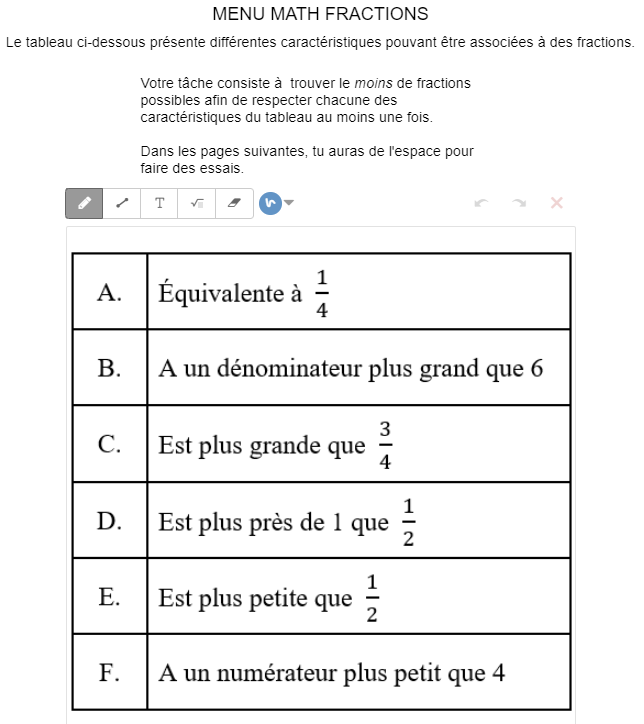 MENU MATH FRACTIONS
Le tableau ci-dessous présente différentes caractéristiques pouvant être associées à des fractions.
Votre tâche consiste à  trouver le moins de fractions
possibles afin de respecter chacune des
caractéristiques du tableau au moins une fois.
Dans les pages suivantes, tu auras de l'espace pour
faire des essais.
T √
A. Équivalente à 1/4
B. A un dénominateur plus grand que 6
C. Est plus grande que 3/4
D. Est plus près de 1 que 1/2
E. Est plus petite que 1/2
F. A un numérateur plus petit que 4